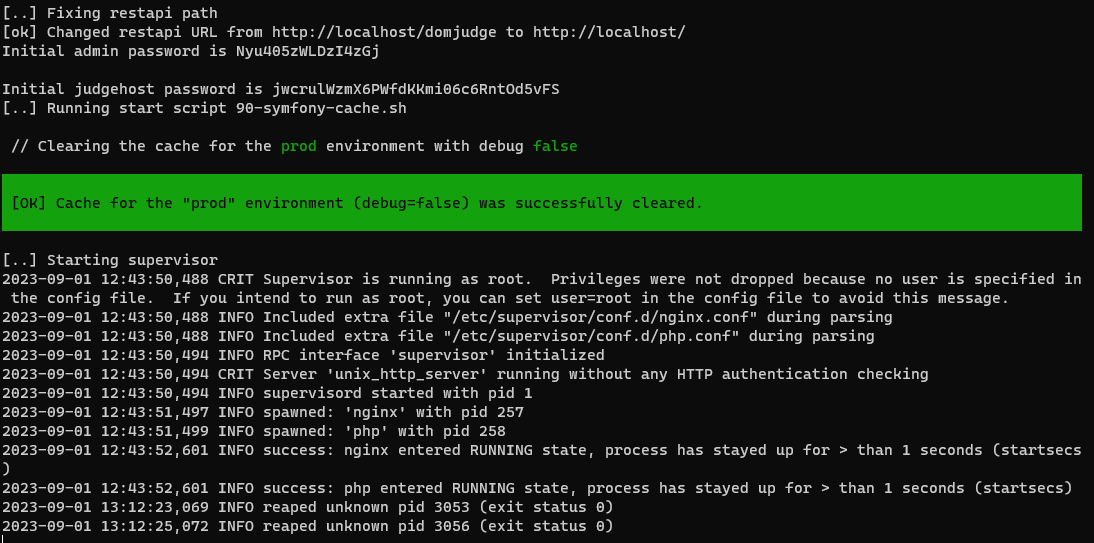 [..] Fixing restapi path
[ok] Changed restapi URL from http://localhost/domjudge to http://localhost/
Initial admin password is Nyu405zWLDzI4zGj
Initial judgehost password is jwcrulWzmX6PWfdKKmi06c6RntOd5vFS
[..] Running start script 90-symfony-cache.sh
// Clearing the cache for the prod environment with debug false
[OK] Cache for the "prod" environment (debug=false) was successfully cleared.
[..] Starting supervisor
2023-09-01 12:43:50,488 CRIT Supervisor is running as root.  Privileges were not dropped because no user is specified in
 the config file.  If you intend to run as root, you can set user=root in the config file to avoid this message.
2023-09-01 12:43:50,488 INFO Included extra file "/etc/supervisor/conf.d/nginx.conf" during parsing
2023-09-01 12:43:50,488 INFO Included extra file "/etc/supervisor/conf.d/php.conf" during parsing
2023-09-01 12:43:50,494 INFO RPC interface 'supervisor' initialized
2023-09-01 12:43:50,494 CRIT Server 'unix_http_server' running without any HTTP authentication checking
2023-09-01 12:43:50,494 INFO supervisord started with pid 1
2023-09-01 12:43:51,497 INFO spawned: 'nginx' with pid 257
2023-09-01 12:43:51,499 INFO spawned: 'php' with pid 258
2023-09-01 12:43:52,601 INFO success: nginx entered RUNNING state, process has stayed up for > than 1 seconds (startsecs
)
2023-09-01 12:43:52,601 INFO success: php entered RUNNING state, process has stayed up for > than 1 seconds (startsecs)
2023-09-01 13:12:23,069 INFO reaped unknown pid 3053 (exit status 0)
2023-09-01 13:12:25,072 INFO reaped unknown pid 3056 (exit status 0)